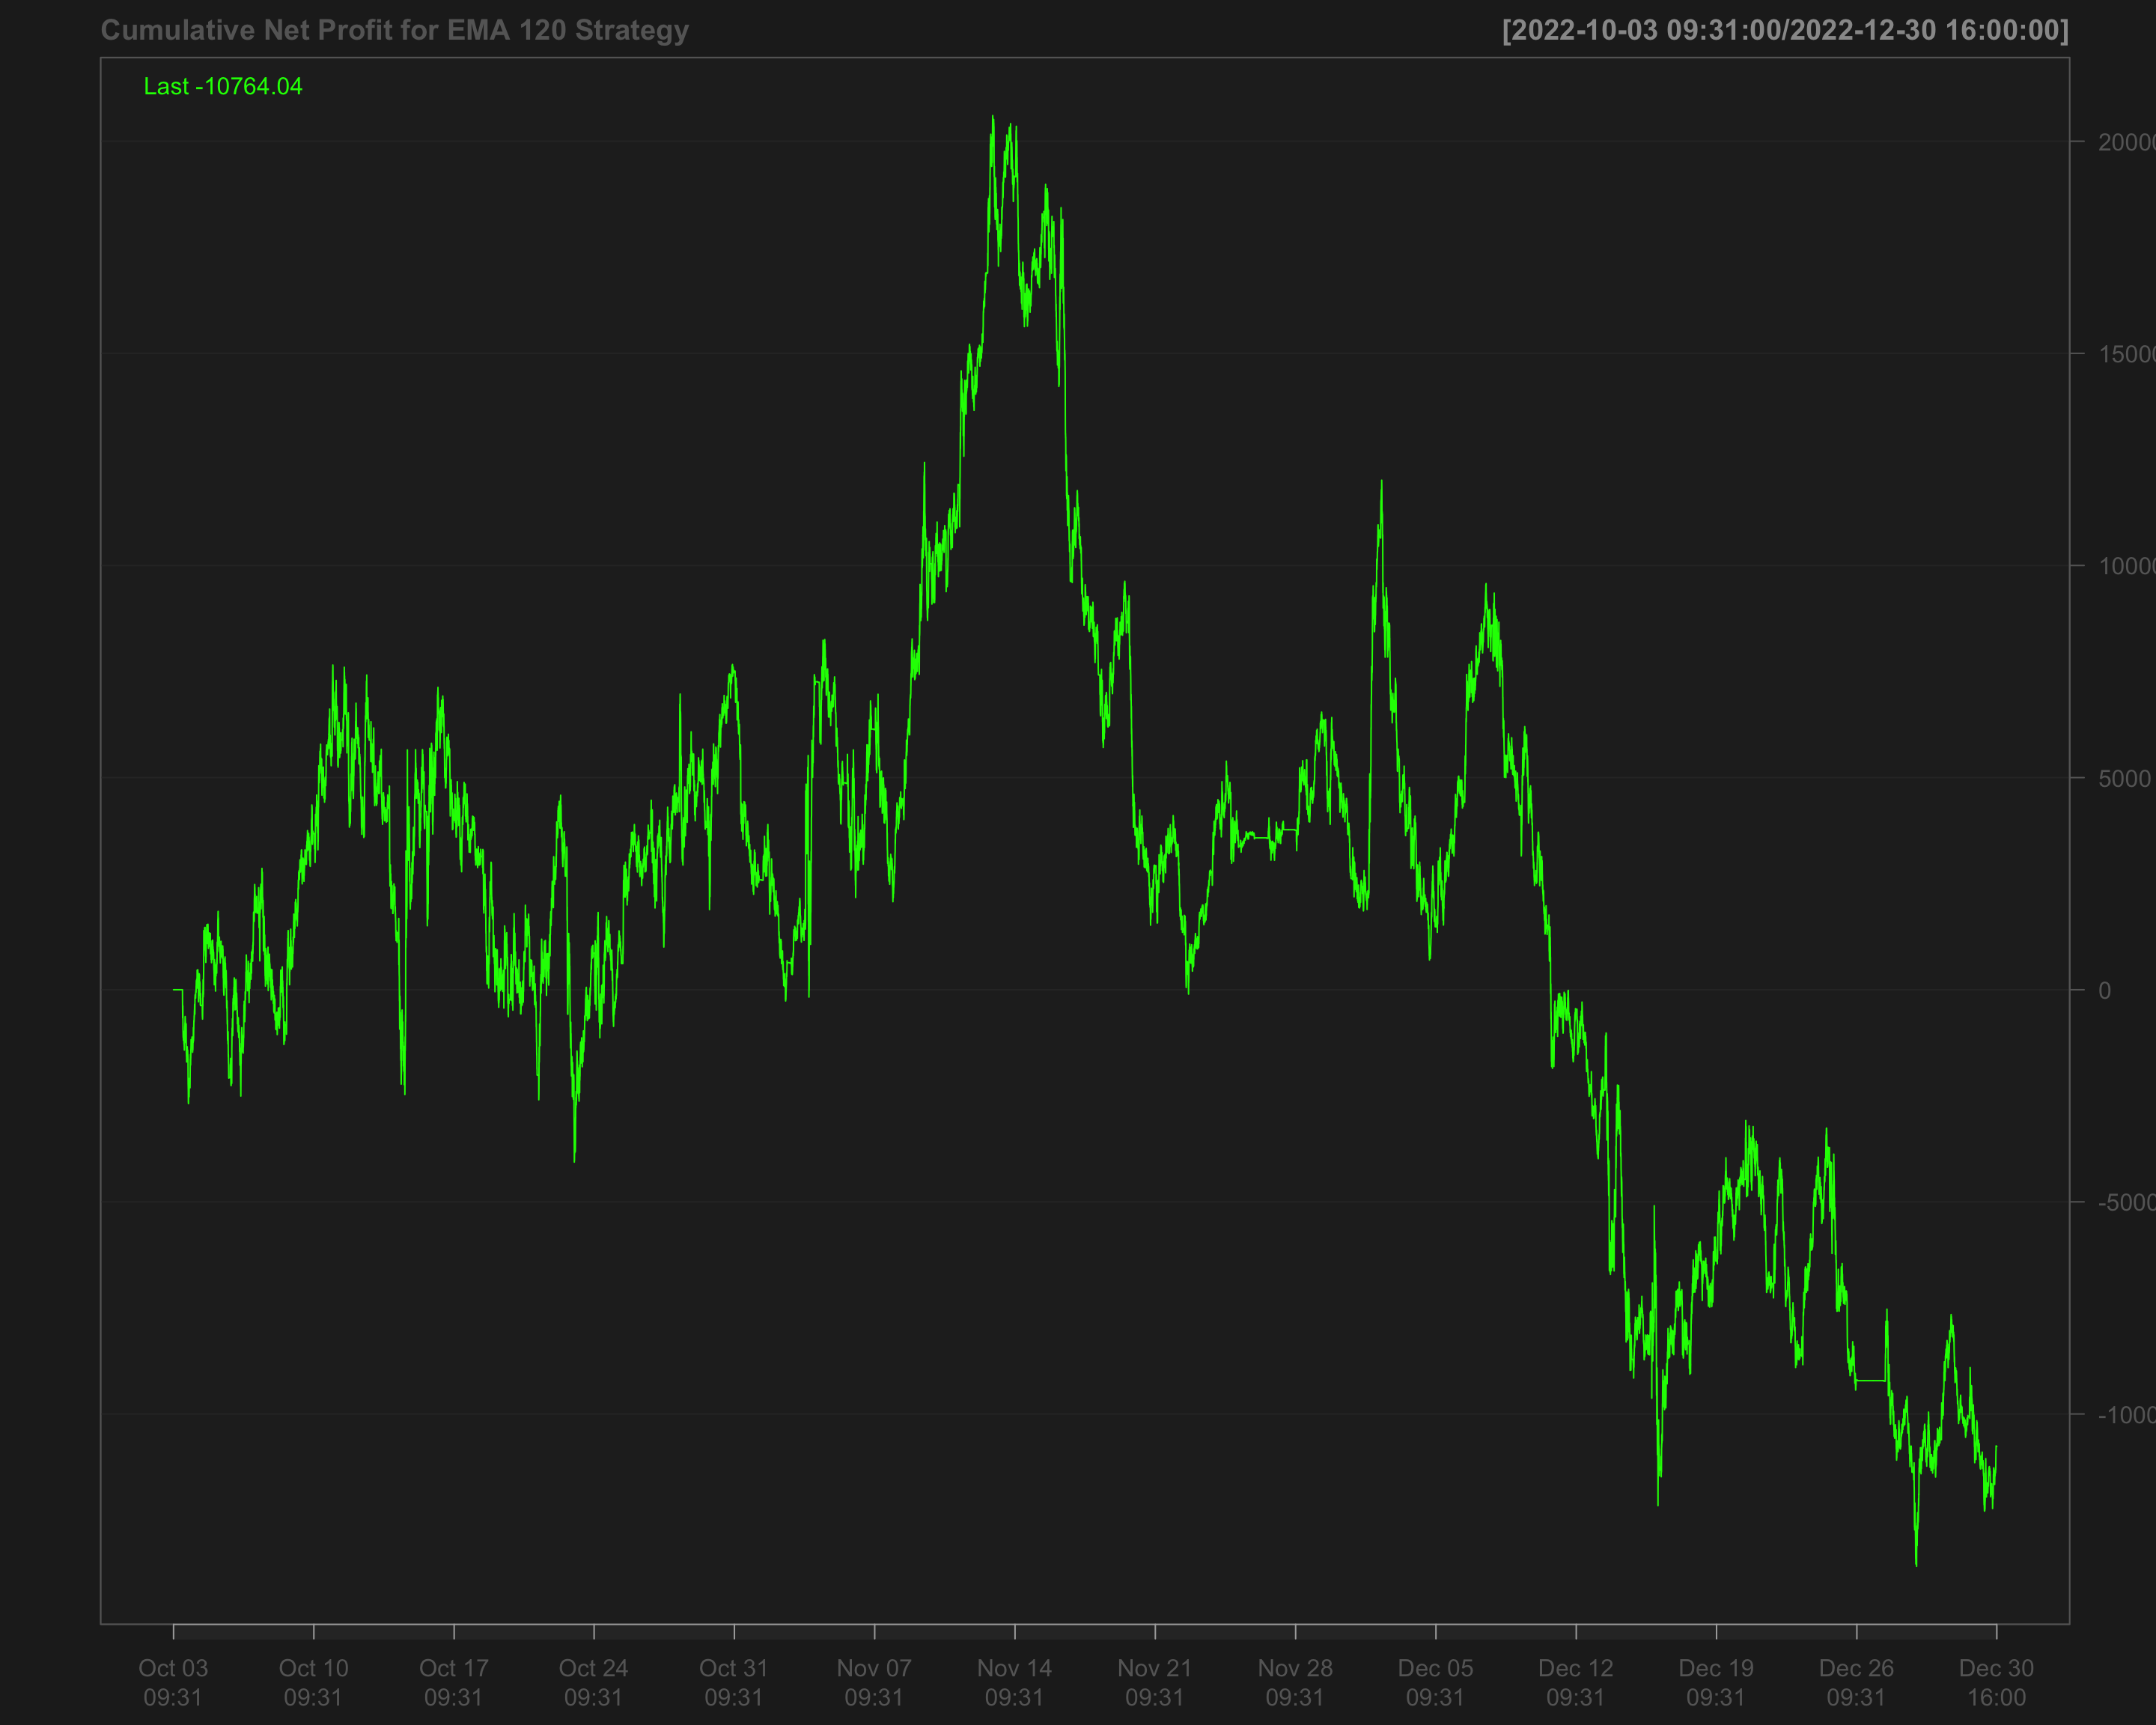 Cumulative Net Profit for EMA 120 Strategy [2022-10-03 09:31:00/2022-12-30 16:00:00]
Last -10764.04
20000
15000
10000
5000
0
-5000
-1000
Oct 03 Oct 10 Oct 17 Oct 24 Oct 31 Nov 07 Nov 14 Nov 21 Nov 28 Dec 05 Dec 12 Dec 19 Dec 26 Dec 30
09:31 09:31 09:31 09:31 09:31 09:31 09:31 09:31 09:31 09:31 09:31 09:31 09:31 16:00